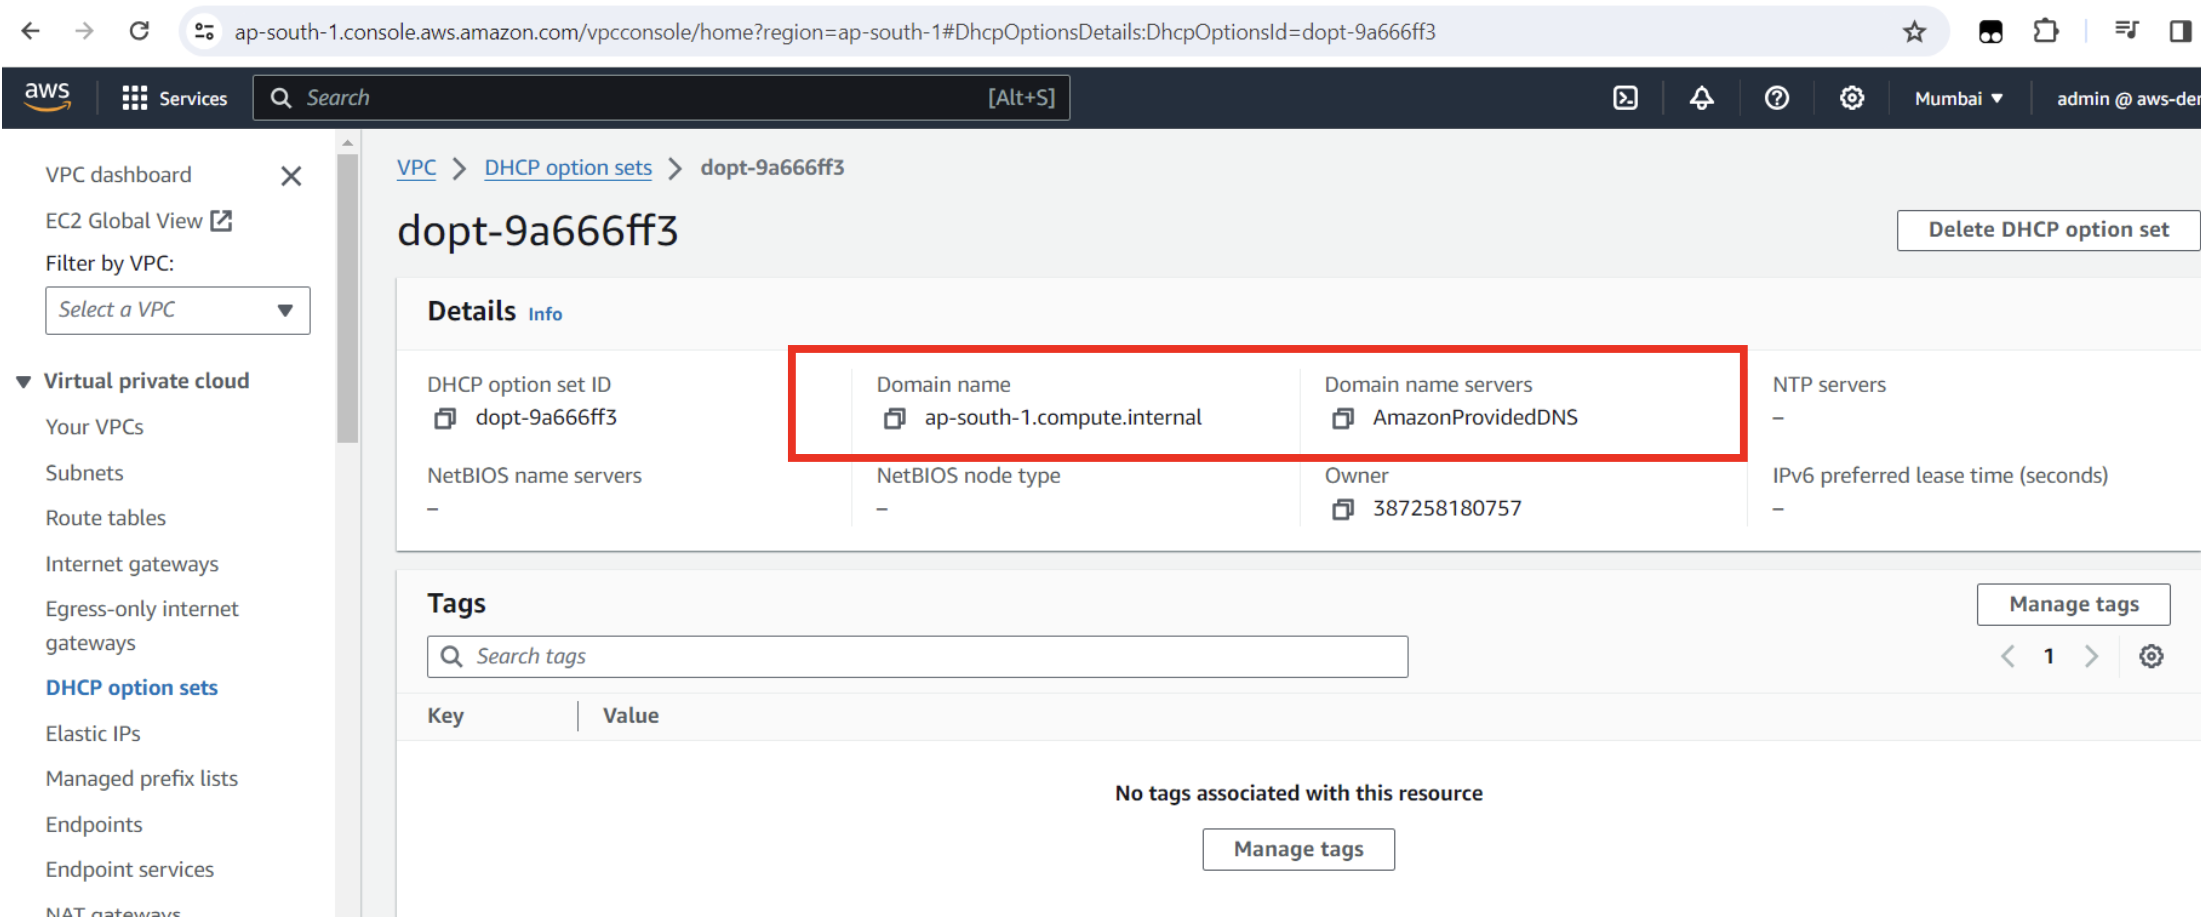 ap-south-1.console.aws.amazon.com/vpcconsole/home?region=ap-south-1#DhcpOptionsDetails:DhcpOptionsId=dopt-9a666ff3
aws Services Search [Alt+S] Mumbai admin @ aws-der
VPC dashboard
EC2 Global View
Filter by VPC:
Select a VPC
Virtual private cloud
Your VPCs
Subnets
Route tables
Internet gateways
Egress-only internet
gateways
DHCP option sets
Elastic IPs
Managed prefix lists
Endpoints
Endpoint services
NAT gateways
VPC > DHCP option sets > dopt-9a666ff3
dopt-9a666ff3
Delete DHCP option set
Details Info
DHCP option set ID
dopt-9a666ff3
Domain name
ap-south-1.compute.internal
Domain name servers
AmazonProvidedDNS
NTP servers
–
NetBIOS name servers
–
NetBIOS node type
–
Owner
387258180757
IPv6 preferred lease time (seconds)
–
Tags
Manage tags
Search tags
1
Key Value
No tags associated with this resource
Manage tags